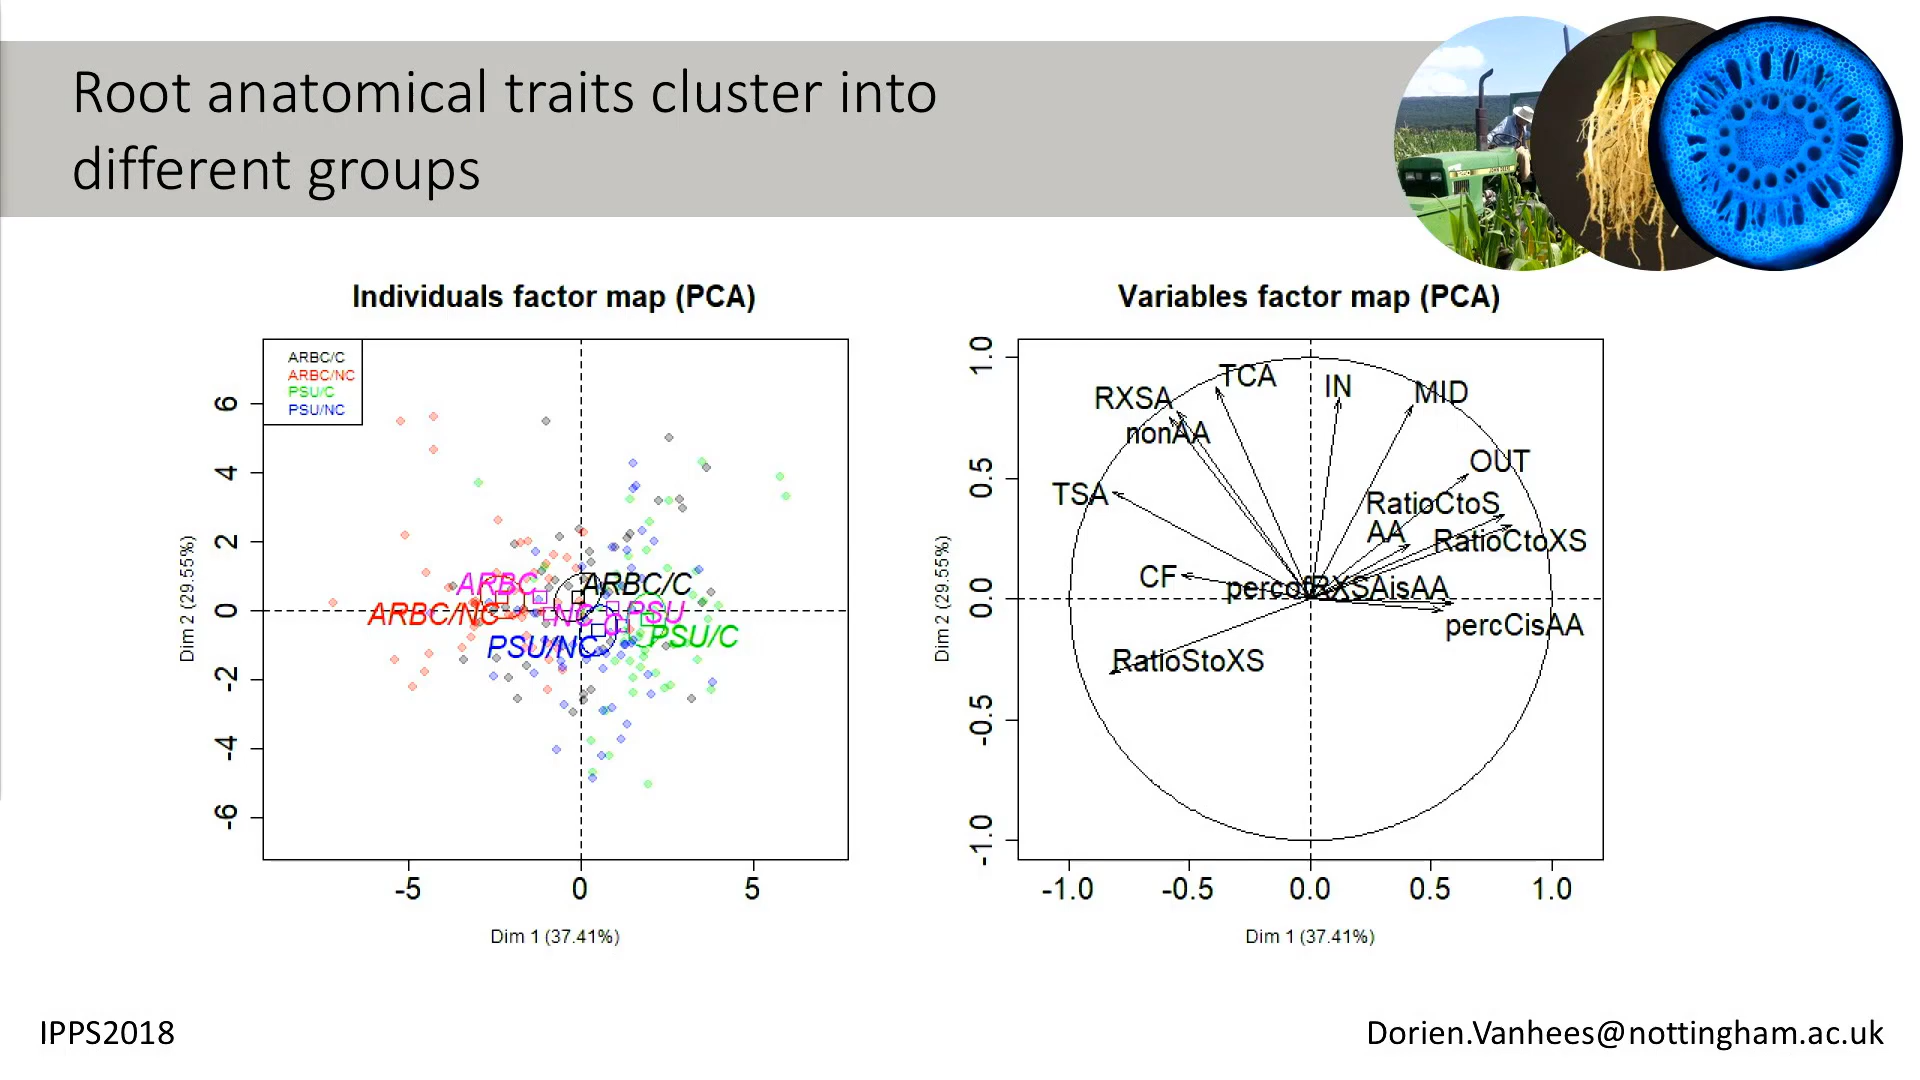 Root anatomical traits cluster into
different groups
Individuals factor map (PCA)
ARBC/C
ARBC/NC
PSU/C
PSU/NC
6
4
2
0
-2
-4
-6
Dim 2 (29.55%)
ARBC
ARBC/C
ARBC/NC
NC
C
PSU
PSU/NC
PSU/C
-5
0
5
Dim 1 (37.41%)
Variables factor map (PCA)
1.0
0.5
0.0
-0.5
-1.0
Dim 2 (29.55%)
TCA
IN
MID
RXSA
nonAA
OUT
TSA
RatioCtoS
AA
RatioCtoXS
CF
percofRXSAisAA
percCisAA
RatioStoXS
-1.0
-0.5
0.0
0.5
1.0
Dim 1 (37.41%)
IPPS2018
Dorien.Vanhees@nottingham.ac.uk